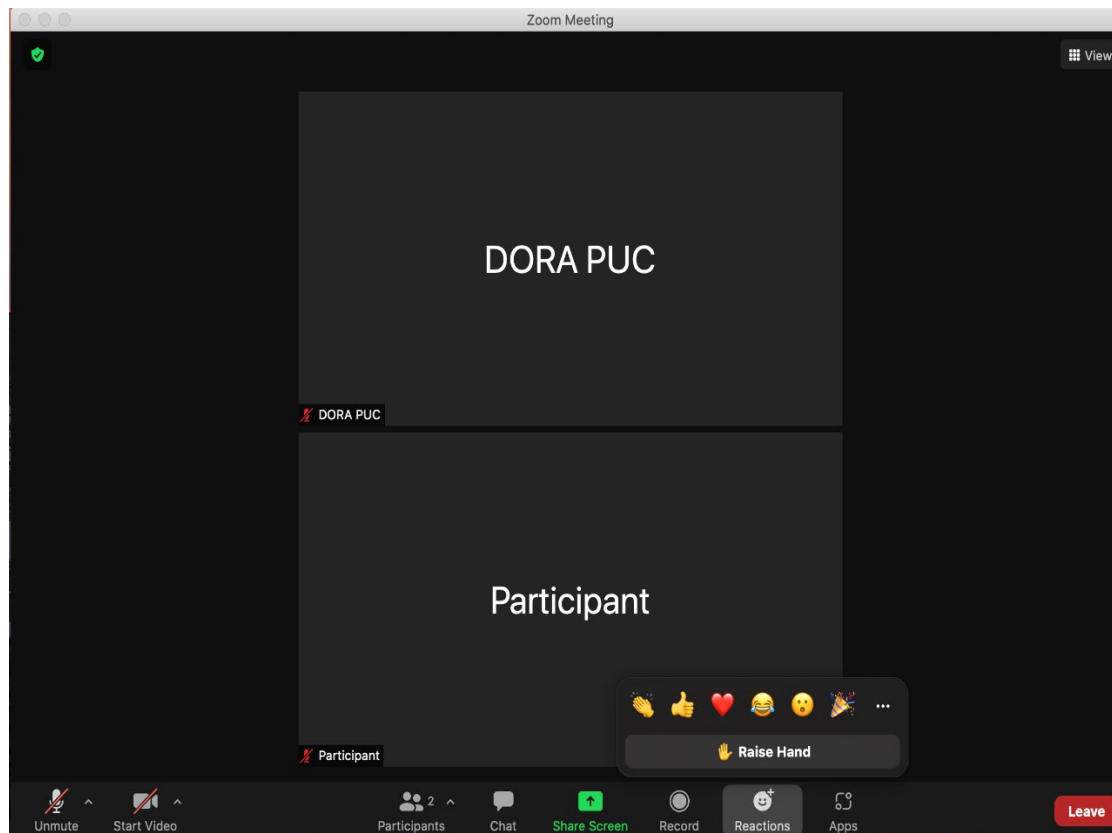 Zoom Meeting
View
DORA PUC
DORA PUC
Participant
Participant
Raise Hand
2
Unmute
Start Video
Participants
Chat
Share Screen
Record
Reactions
Apps
Leave